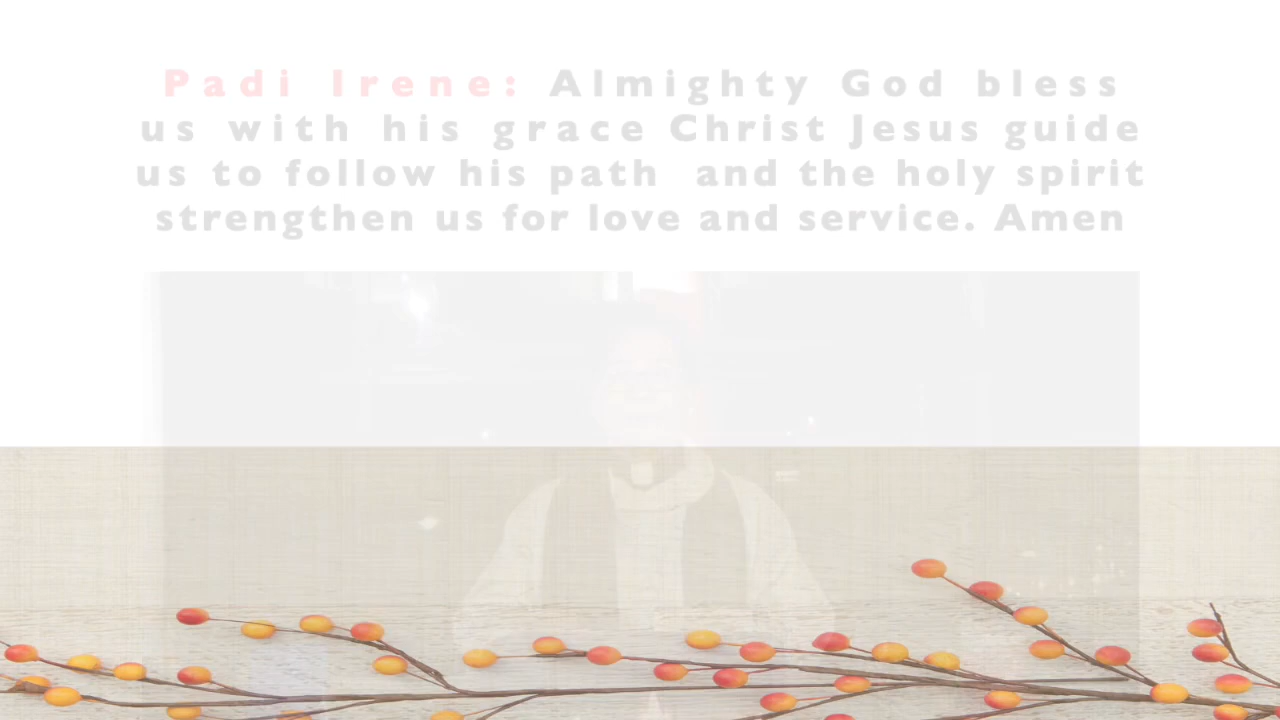 Padi Irene: Almighty God bless
us with his grace Christ Jesus guide
us to follow his path and the holy spirit
strengthen us for love and service. Amen